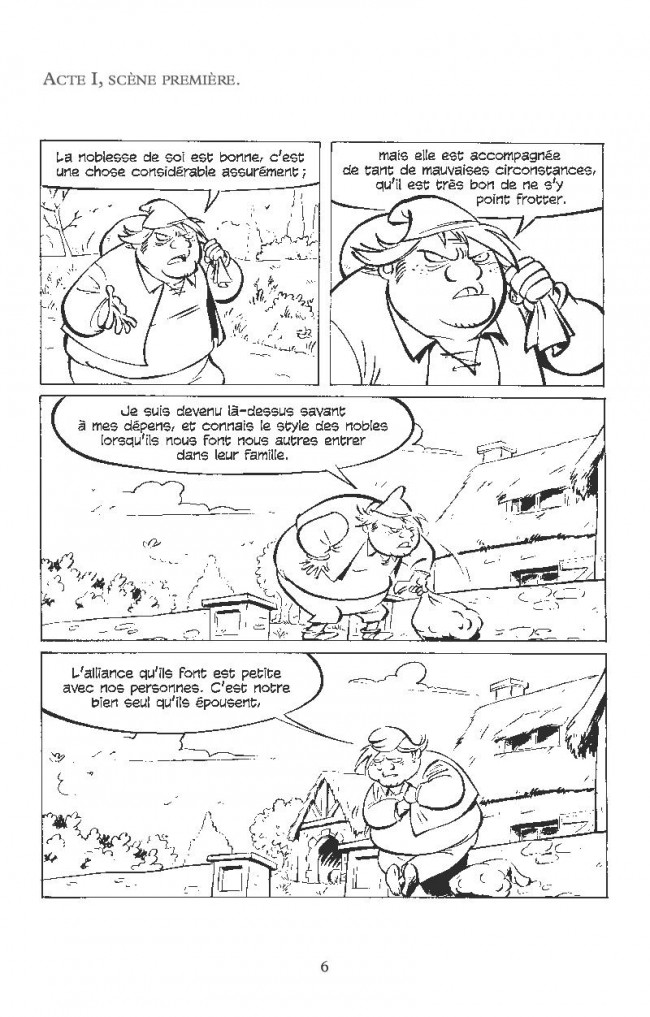 Acte I, scène première.
La noblesse de soi est bonne, c'est
une chose considérable assurément ;
mais elle est accompagnée
de tant de mauvaises circonstances,
qu'il est très bon de ne s'y
point frotter.
Je suis devenu là-dessus savant
à mes dépens, et connais le style des nobles
lorsqu'ils nous font nous autres entrer
dans leur famille.
L'alliance qu'ils font est petite
avec nos personnes. C'est notre
bien seul qu'ils épousent,
6